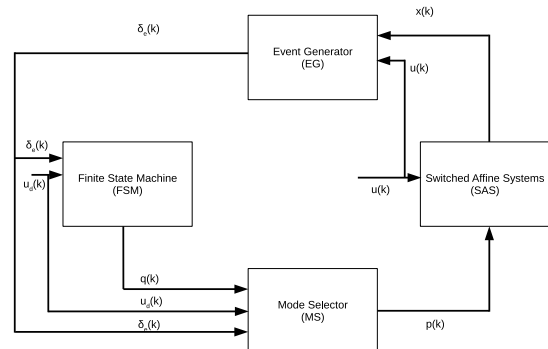 x(k)
δe(k)
Event Generator
(EG)
u(k)
δe(k)
ud(k)
Finite State Machine
(FSM)
u(k)
Switched Affine Systems
(SAS)
q(k)
ud(k)
δe(k)
Mode Selector
(MS)
p(k)